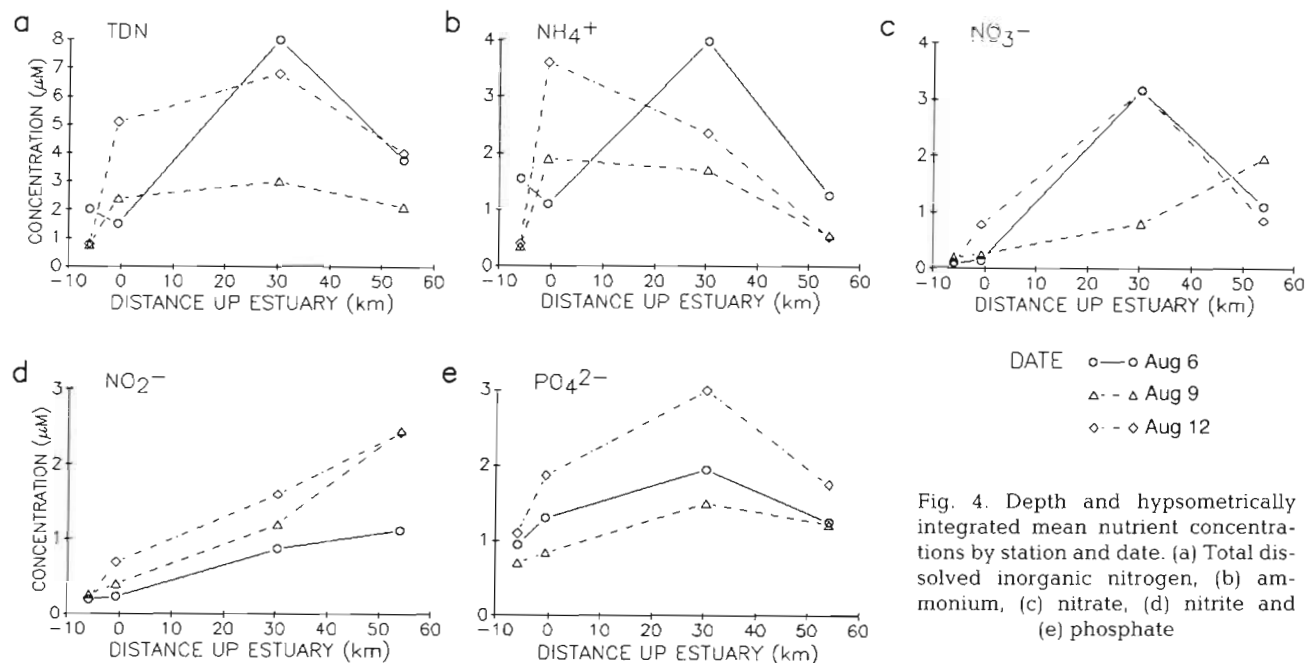 a TDN
8
7
6
5
4
3
2
1
0
CONCENTRATION (μM)
−10 0 10 20 30 40 50 60
DISTANCE UP ESTUARY (km)
b NH₄⁺
4
3
2
1
0
−10 0 10 20 30 40 50 60
DISTANCE UP ESTUARY (km)
c NO₃⁻
4
3
2
1
0
−10 0 10 20 30 40 50 60
DISTANCE UP ESTUARY (km)
d NO₂⁻
3
2
1
0
CONCENTRATION (μM)
−10 0 10 20 30 40 50 60
DISTANCE UP ESTUARY (km)
e PO₄²⁻
3
2
1
0
−10 0 10 20 30 40 50 60
DISTANCE UP ESTUARY (km)
DATE
Aug 6
Aug 9
Aug 12
Fig. 4. Depth and hypsometrically
integrated mean nutrient concentra-
tions by station and date. (a) Total dis-
solved inorganic nitrogen, (b) am-
monium, (c) nitrate, (d) nitrite and
(e) phosphate